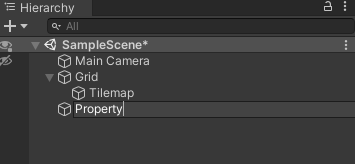 Hierarchy
All
SampleScene*
Main Camera
Grid
Tilemap
Property